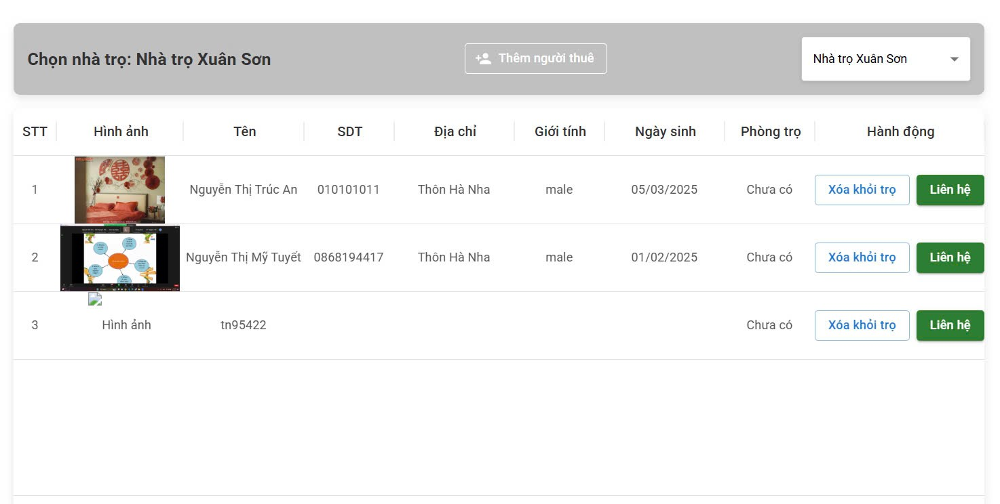 Chọn nhà trọ: Nhà trọ Xuân Sơn
Thêm người thuê
Nhà trọ Xuân Sơn
STT Hình ảnh Tên SDT Địa chỉ Giới tính Ngày sinh Phòng trọ Hành động
1 Nguyễn Thị Trúc An 010101011 Thôn Hà Nha male 05/03/2025 Chưa có Xóa khỏi trọ Liên hệ
2 Nguyễn Thị Mỹ Tuyết 0868194417 Thôn Hà Nha male 01/02/2025 Chưa có Xóa khỏi trọ Liên hệ
3 Hình ảnh tn95422 Chưa có Xóa khỏi trọ Liên hệ